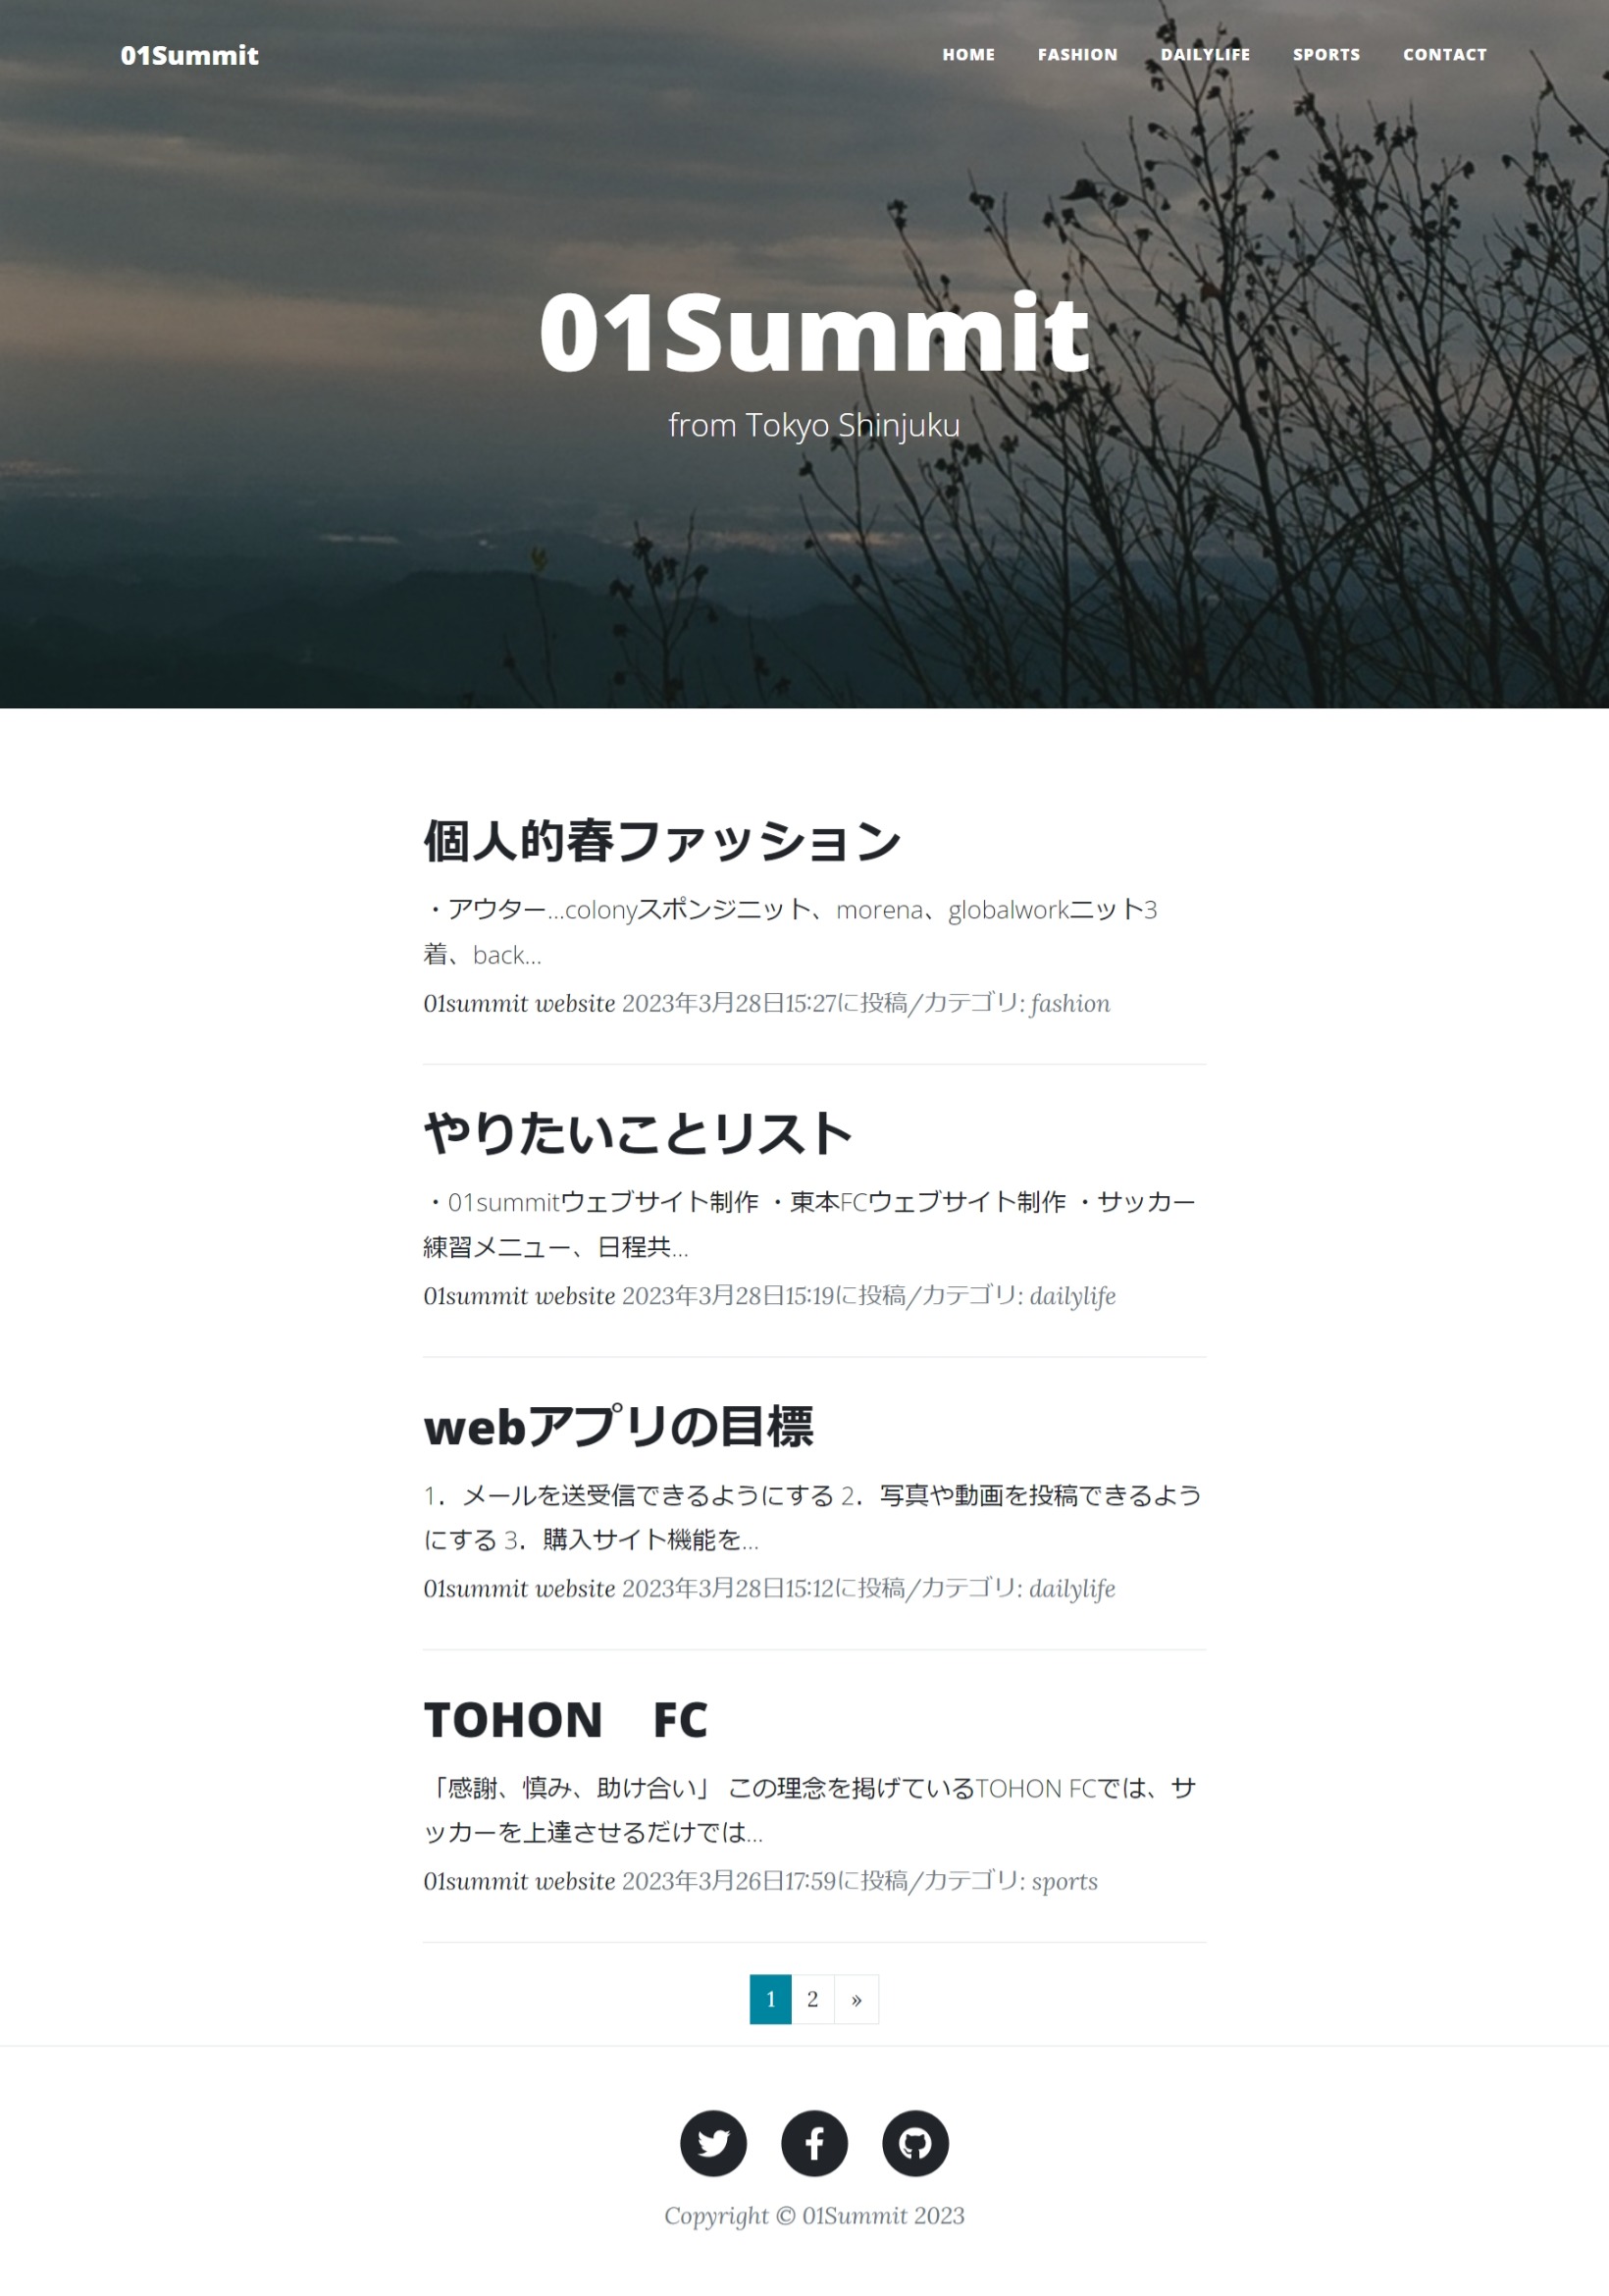 01Summit
HOME FASHION DAILYLIFE SPORTS CONTACT
01Summit
from Tokyo Shinjuku
個人的春ファッション
・アウター...colonyスポンジニット、morena、globalworkニット3
着、back...
01summit website 2023年3月28日15:27に投稿/カテゴリ: fashion
やりたいことリスト
・01summitウェブサイト制作 ・東本FCウェブサイト制作 ・サッカー
練習メニュー、日程共...
01summit website 2023年3月28日15:19に投稿/カテゴリ: dailylife
webアプリの目標
1．メールを送受信できるようにする 2．写真や動画を投稿できるよう
にする 3．購入サイト機能を...
01summit website 2023年3月28日15:12に投稿/カテゴリ: dailylife
TOHON　FC
「感謝、慎み、助け合い」 この理念を掲げているTOHON FCでは、サ
ッカーを上達させるだけでは...
01summit website 2023年3月26日17:59に投稿/カテゴリ: sports
1 2 »
Copyright © 01Summit 2023